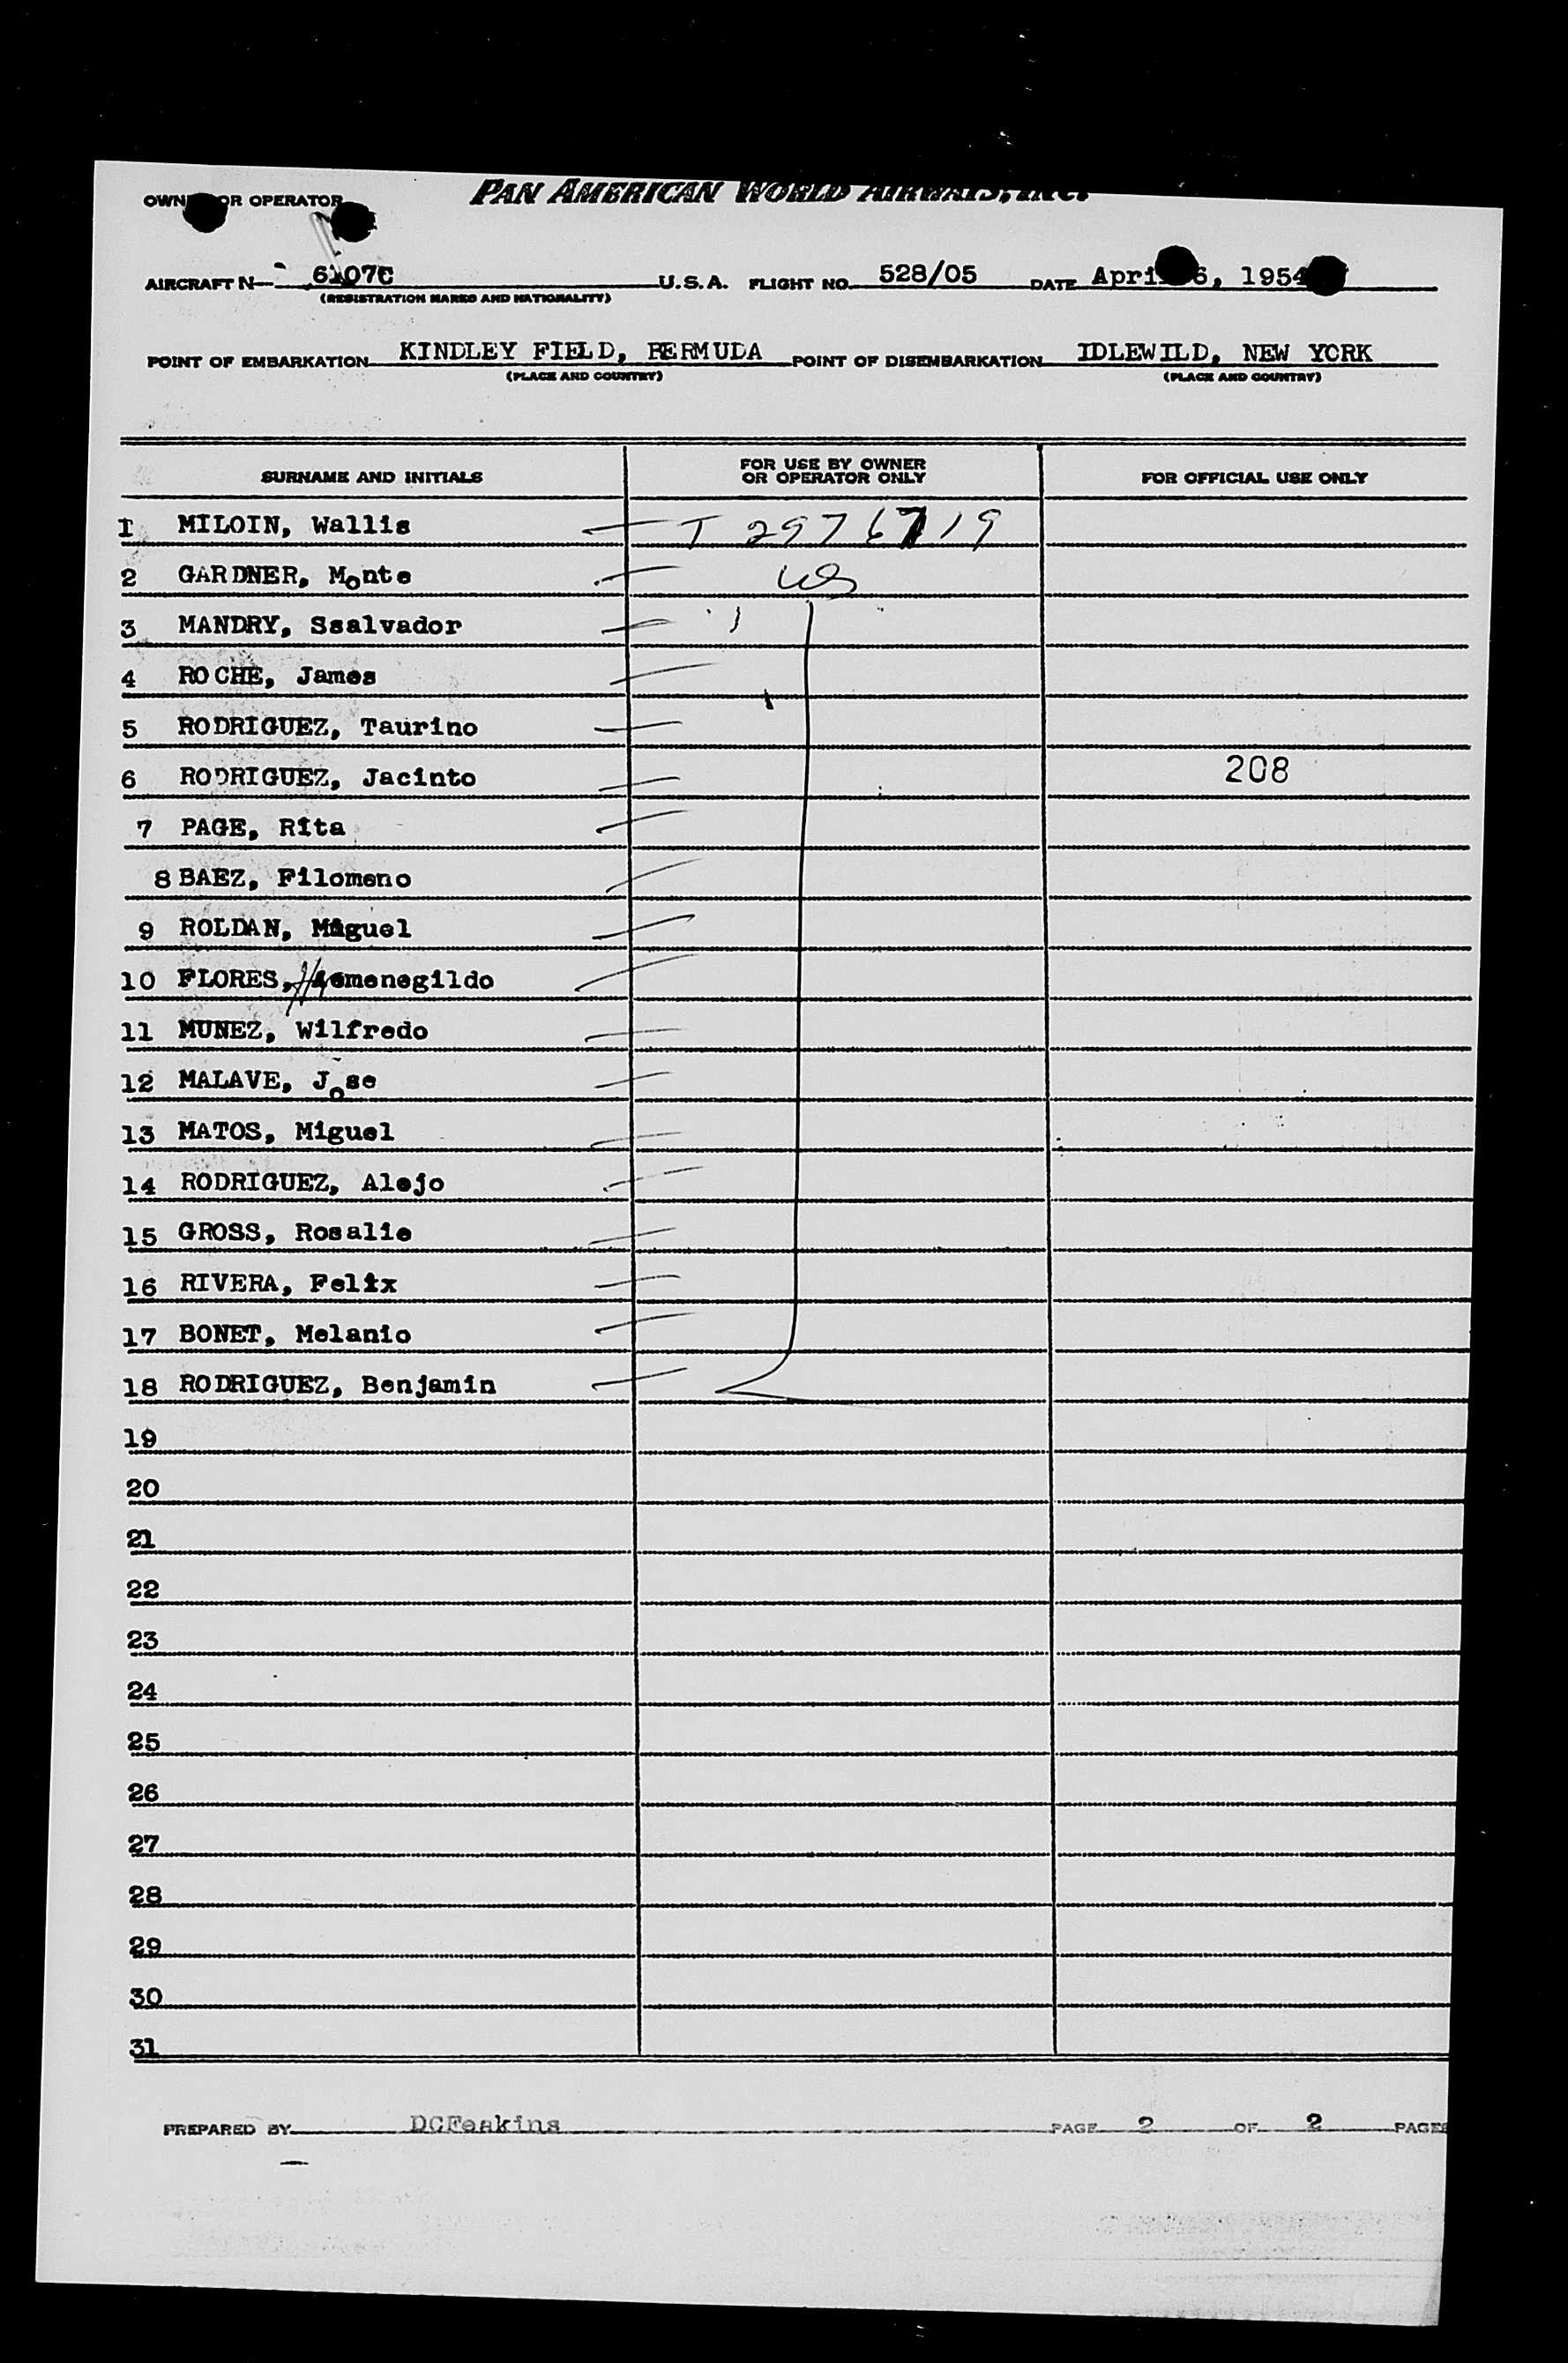 PAN AMERICAN WORLD AIRWAYS, INC.
OWNER OR OPERATOR
AIRCRAFT N- 6107C U.S.A. FLIGHT NO. 528/05 DATE April 6, 1954
(REGISTRATION MARKS AND NATIONALITY)
POINT OF EMBARKATION KINDLEY FIELD, BERMUDA POINT OF DISEMBARKATION IDLEWILD, NEW YORK
(PLACE AND COUNTRY) (PLACE AND COUNTRY)
SURNAME AND INITIALS FOR USE BY OWNER OR OPERATOR ONLY FOR OFFICIAL USE ONLY
1 MILOIN, Wallis T 2976719
2 GARDNER, Monte US
3 MANDRY, Ssalvador
4 ROCHE, James
5 RODRIGUEZ, Taurino
6 RODRIGUEZ, Jacinto 208
7 PAGE, Rita
8 BAEZ, Filomeno
9 ROLDAN, Miguel
10 FLORES, Hemenegildo
11 MUNEZ, Wilfredo
12 MALAVE, Jose
13 MATOS, Miguel
14 RODRIGUEZ, Alejo
15 GROSS, Rosalie
16 RIVERA, Felix
17 BONET, Melanio
18 RODRIGUEZ, Benjamin
19
20
21
22
23
24
25
26
27
28
29
30
31
PREPARED BY DCFeakins PAGE 2 OF 2 PAGES